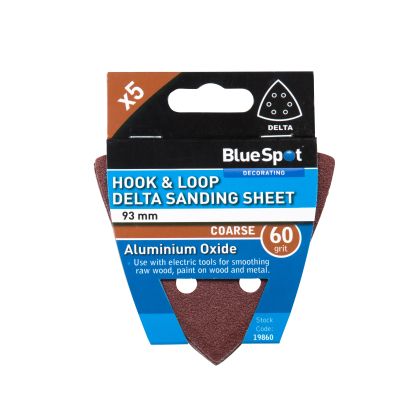 x5
DELTA
BlueSpot
DECORATING
HOOK & LOOP
DELTA SANDING SHEET
93 mm
COARSE
60
grit
Aluminium Oxide
- Use with electric tools for smoothing
raw wood, paint on wood and metal.
Stock
Code:
19860